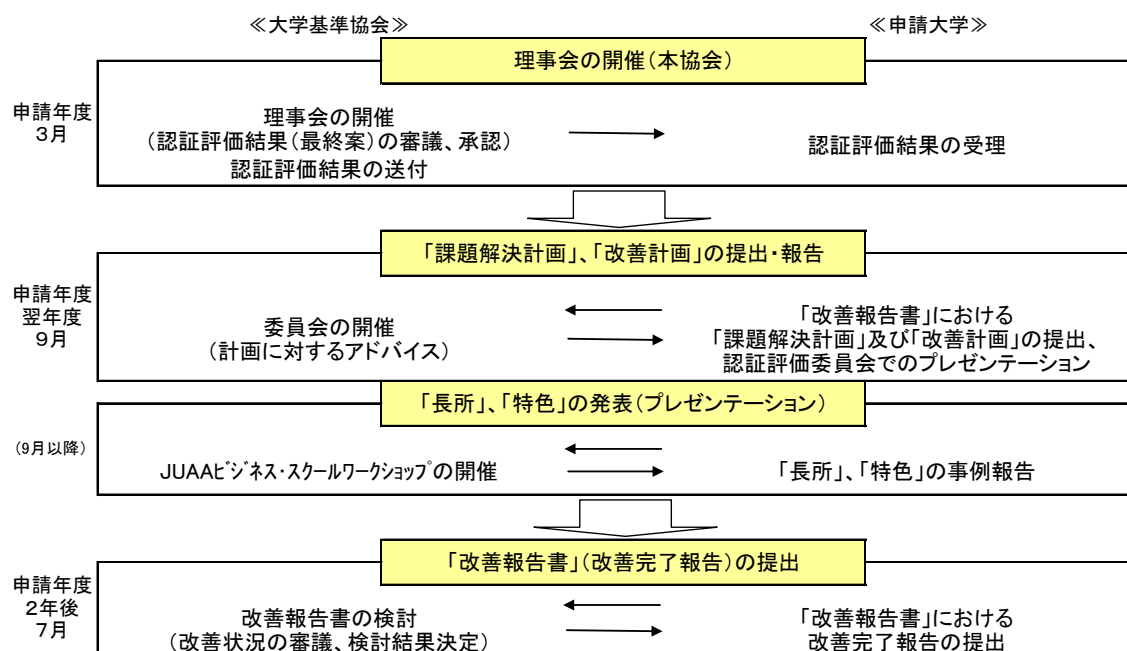 ≪大学基準協会≫
≪申請大学≫
理事会の開催(本協会)
申請年度
3月
理事会の開催
(認証評価結果(最終案)の審議、承認)
認証評価結果の送付
認証評価結果の受理
「課題解決計画」、「改善計画」の提出・報告
申請年度
翌年度
9月
委員会の開催
(計画に対するアドバイス)
「改善報告書」における
「課題解決計画」及び「改善計画」の提出、
認証評価委員会でのプレゼンテーション
「長所」、「特色」の発表(プレゼンテーション)
(9月以降)
JUAAビジネス・スクールワークショップの開催
「長所」、「特色」の事例報告
「改善報告書」(改善完了報告)の提出
申請年度
2年後
7月
改善報告書の検討
(改善状況の審議、検討結果決定)
「改善報告書」における
改善完了報告の提出